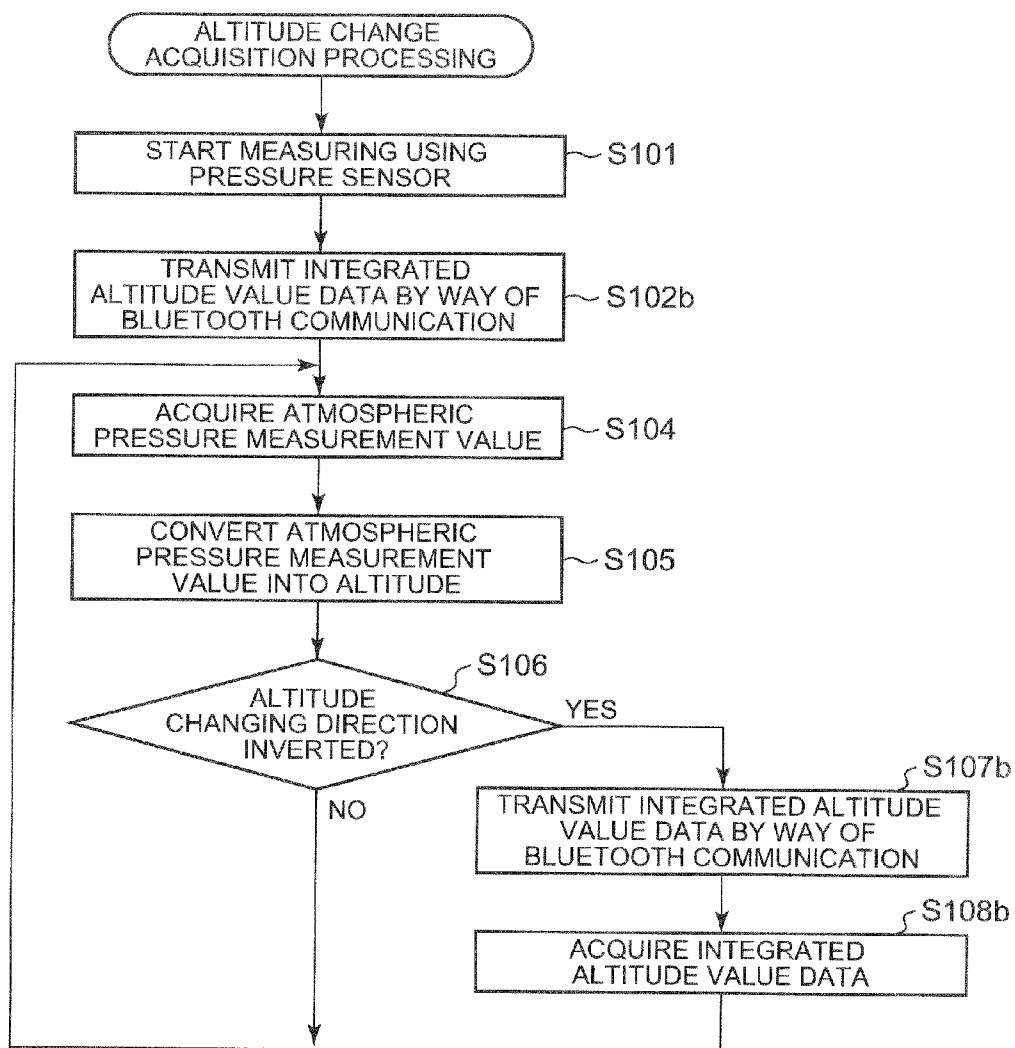 ALTITUDE CHANGE
ACQUISITION PROCESSING
START MEASURING USING
PRESSURE SENSOR
S101
TRANSMIT INTEGRATED
ALTITUDE VALUE DATA BY WAY OF
BLUETOOTH COMMUNICATION
S102b
ACQUIRE ATMOSPHERIC
PRESSURE MEASUREMENT VALUE
S104
CONVERT ATMOSPHERIC
PRESSURE MEASUREMENT
VALUE INTO ALTITUDE
S105
S106
ALTITUDE
CHANGING DIRECTION
INVERTED?
YES
NO
S107b
TRANSMIT INTEGRATED ALTITUDE
VALUE DATA BY WAY OF
BLUETOOTH COMMUNICATION
S108b
ACQUIRE INTEGRATED
ALTITUDE VALUE DATA